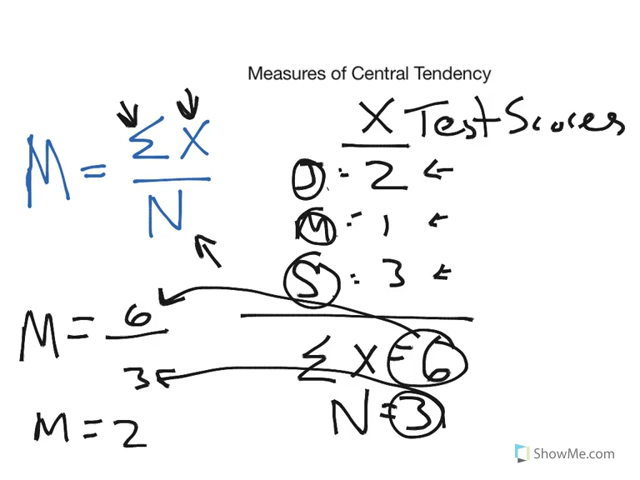 Measures of Central Tendency
M = ΣX / N
X Test Scores
J = 2
M = 1
S = 3
ΣX = 6
N = 3
M = 6 / 3
M = 2
ShowMe.com